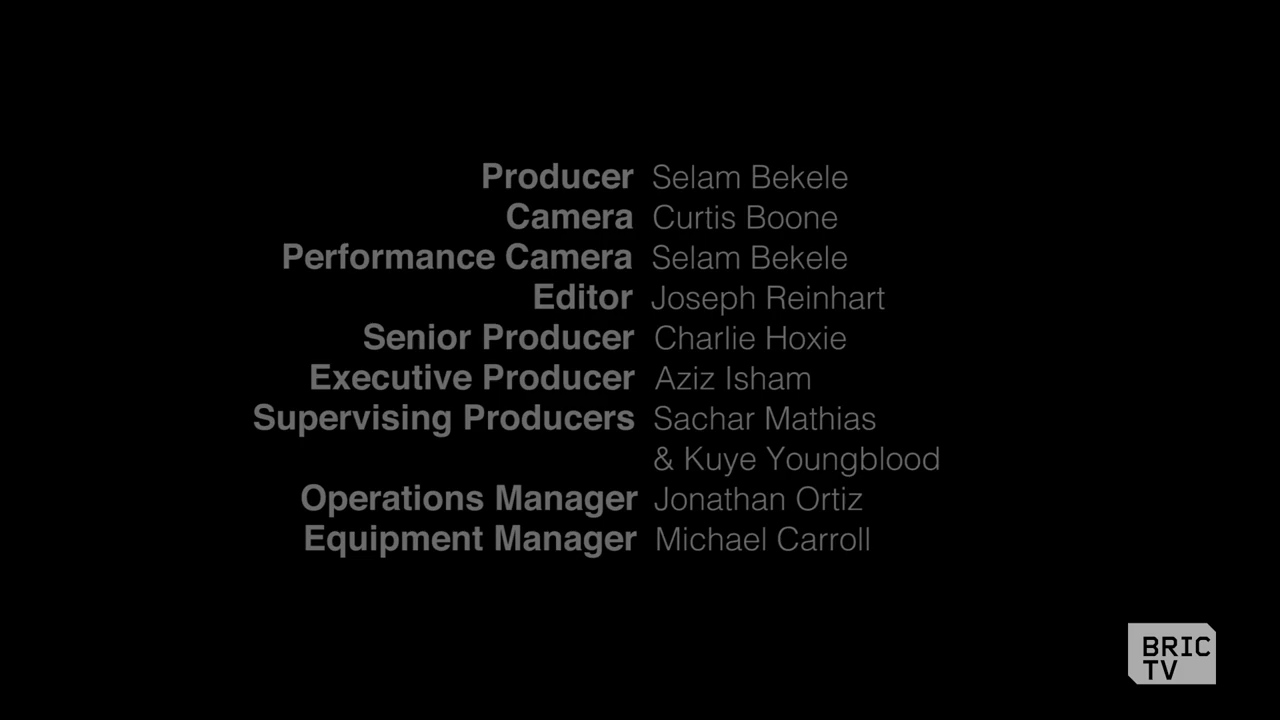 Producer Selam Bekele
Camera Curtis Boone
Performance Camera Selam Bekele
Editor Joseph Reinhart
Senior Producer Charlie Hoxie
Executive Producer Aziz Isham
Supervising Producers Sachar Mathias
& Kuye Youngblood
Operations Manager Jonathan Ortiz
Equipment Manager Michael Carroll
BRIC
TV